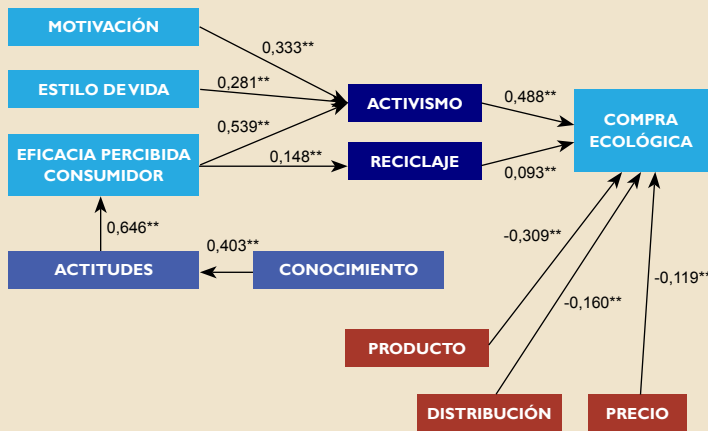 MOTIVACIÓN
0,333**
ESTILO DE VIDA
0,281**
ACTIVISMO
0,488**
COMPRA
ECOLÓGICA
0,539**
EFICACIA PERCIBIDA
CONSUMIDOR
0,148**
RECICLAJE
0,093**
0,646**
0,403**
-0,309**
ACTITUDES
CONOCIMIENTO
-0,119**
-0,160**
PRODUCTO
DISTRIBUCIÓN
PRECIO